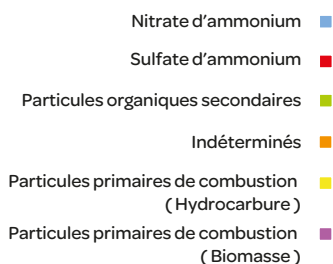 Nitrate d’ammonium
Sulfate d’ammonium
Particules organiques secondaires
Indéterminés
Particules primaires de combustion
( Hydrocarbure )
Particules primaires de combustion
( Biomasse )